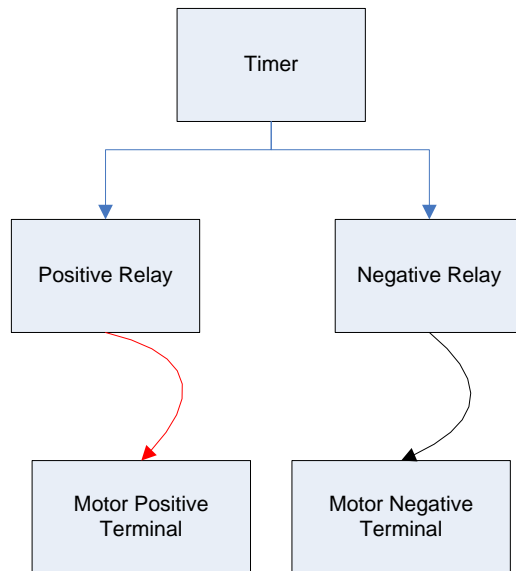 Timer
Positive Relay
Negative Relay
Motor Positive
Terminal
Motor Negative
Terminal